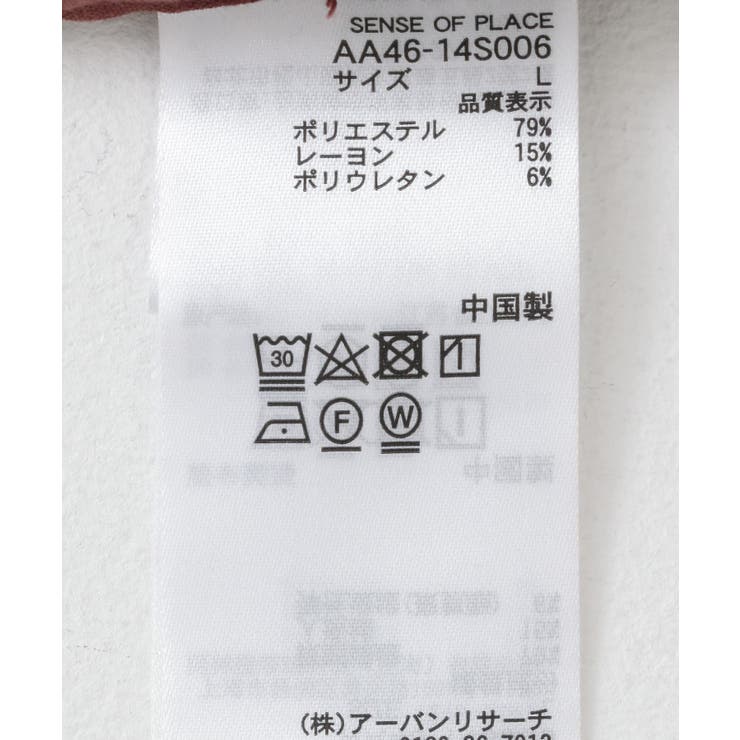 SENSE OF PLACE
AA46-14S006
サイズ L
品質表示
ポリエステル 79%
レーヨン 15%
ポリウレタン 6%
中国製
30
F W
(株)アーバンリサーチ